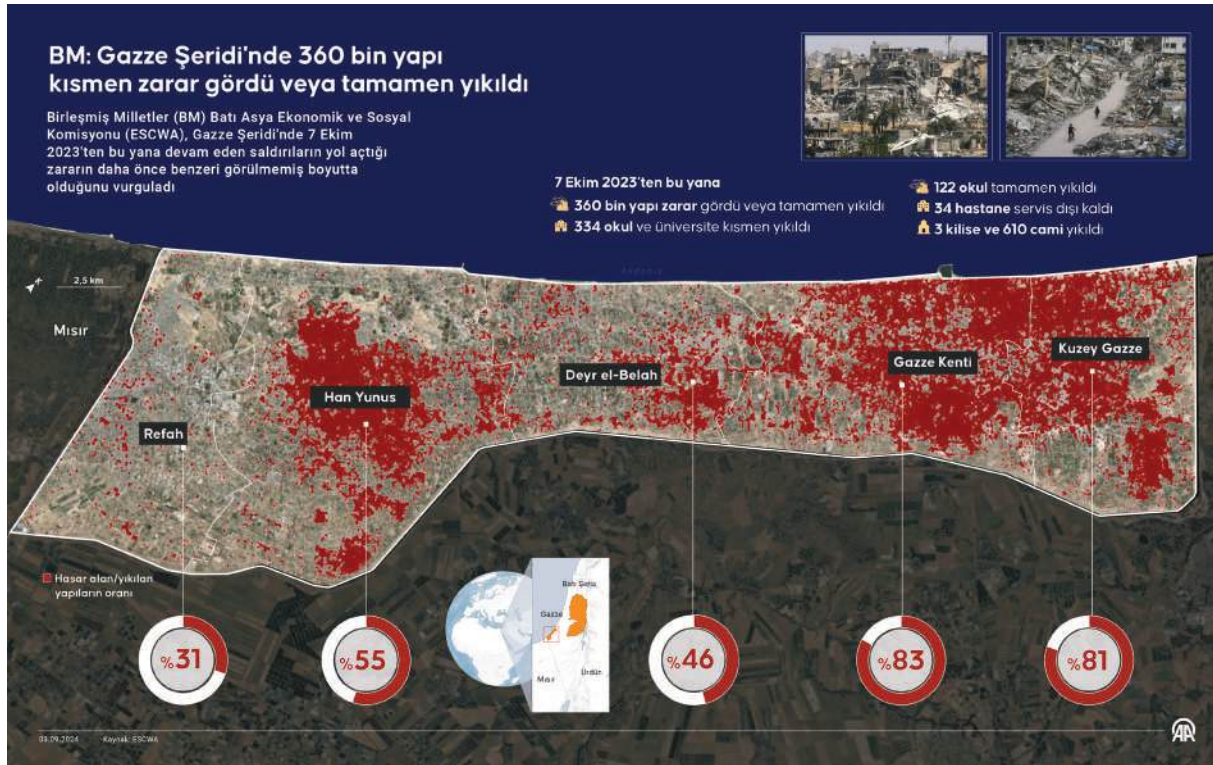 BM: Gazze Şeridi'nde 360 bin yapı
kısmen zarar gördü veya tamamen yıkıldı
Birleşmiş Milletler (BM) Batı Asya Ekonomik ve Sosyal
Komisyonu (ESCWA), Gazze Şeridi'nde 7 Ekim
2023'ten bu yana devam eden saldırıların yol açtığı
zararın daha önce benzeri görülmemiş boyutta
olduğunu vurguladı
7 Ekim 2023'ten bu yana
360 bin yapı zarar gördü veya tamamen yıkıldı
334 okul ve üniversite kısmen yıkıldı
122 okul tamamen yıkıldı
34 hastane servis dışı kaldı
3 kilise ve 610 cami yıkıldı
Akdeniz
2,5 km
Mısır
Refah
Han Yunus
Deyr el-Belah
Gazze Kenti
Kuzey Gazze
Hasar alan/yıkılan
yapıların oranı
%31
%55
%46
%83
%81
Batı Şeria
Gazze
Mısır
Ürdün
09.09.2024
Kaynak: ESCWA
AA